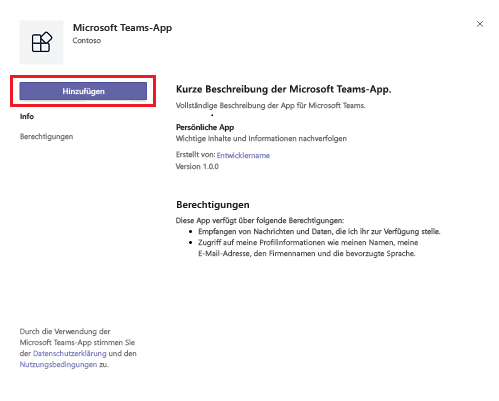 Microsoft Teams-App
Contoso
Hinzufügen
Info
Berechtigungen
Kurze Beschreibung der Microsoft Teams-App.
Vollständige Beschreibung der App für Microsoft Teams.
Persönliche App
Wichtige Inhalte und Informationen nachverfolgen
Erstellt von: Entwicklername
Version 1.0.0
Berechtigungen
Diese App verfügt über folgende Berechtigungen:
• Empfangen von Nachrichten und Daten, die ich ihr zur Verfügung stelle.
• Zugriff auf meine Profilinformationen wie meinen Namen, meine
E-Mail-Adresse, den Firmennamen und die bevorzugte Sprache.
Durch die Verwendung der
Microsoft Teams-App stimmen Sie
der Datenschutzerklärung und den
Nutzungsbedingungen zu.